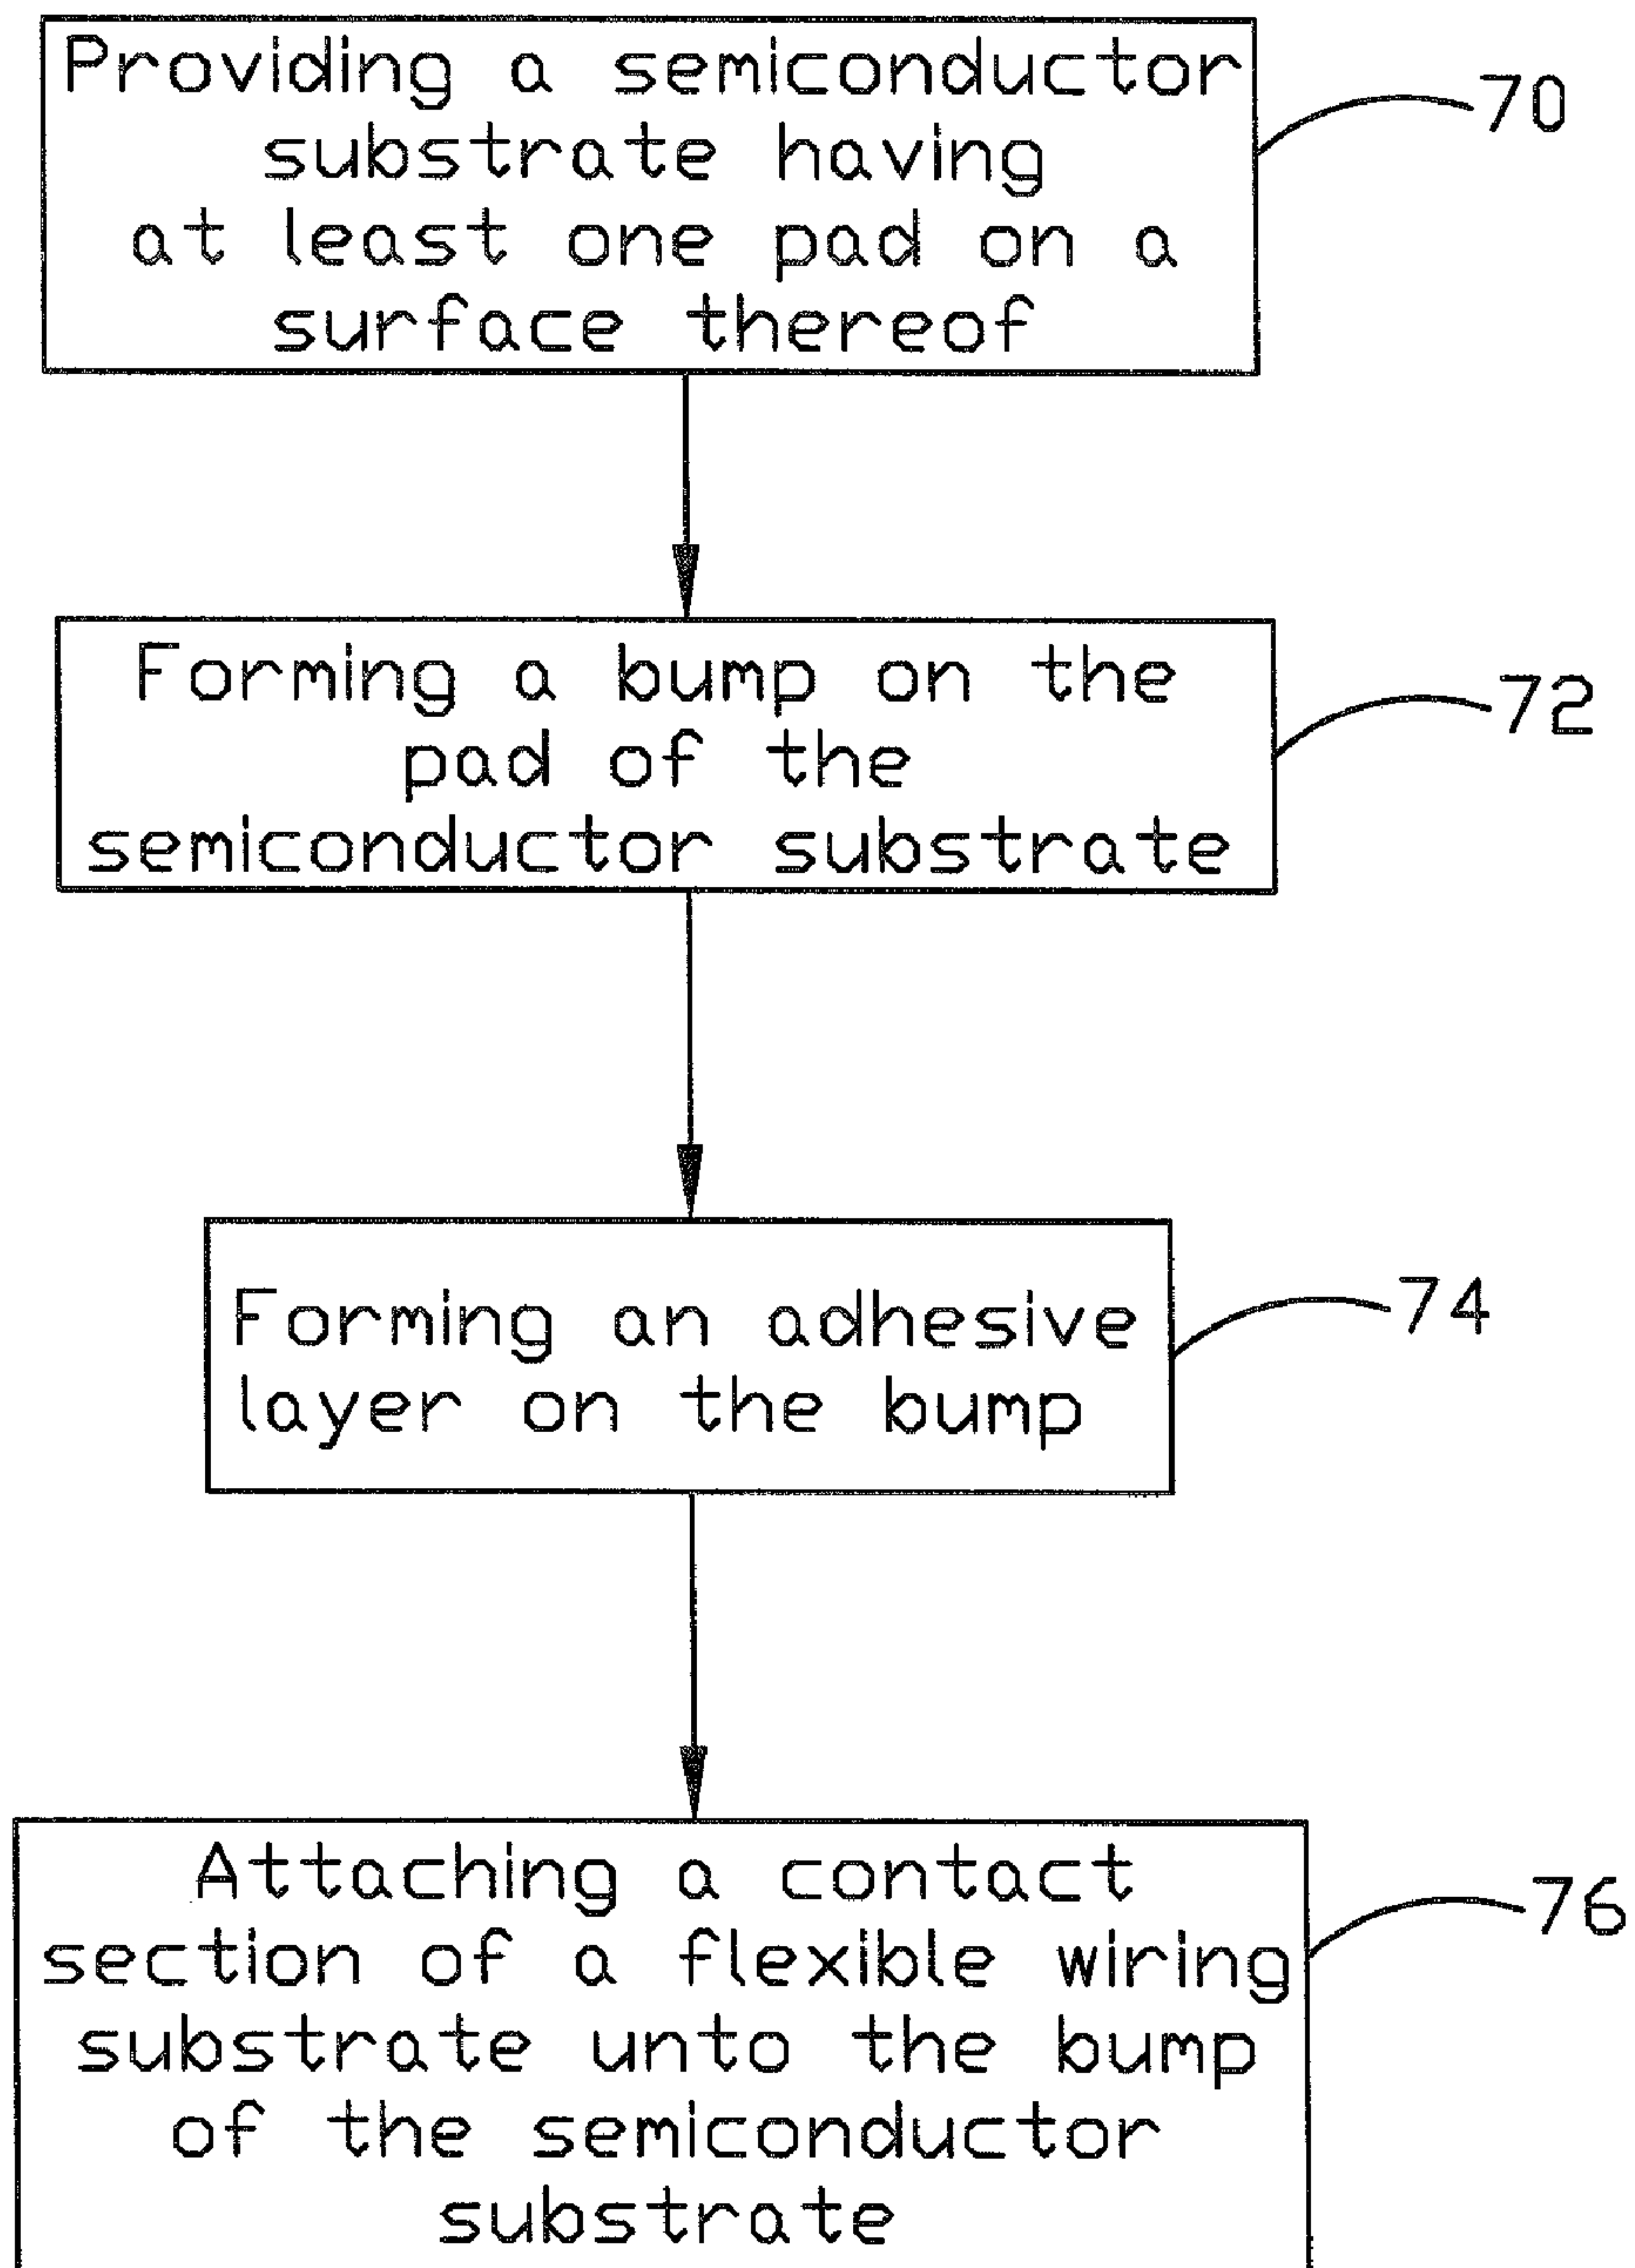 Providing a semiconductor
substrate having
at least one pad on a
surface thereof
70
Forming a bump on the
pad of the
semiconductor substrate
72
Forming an adhesive
layer on the bump
74
Attaching a contact
section of a flexible wiring
substrate unto the bump
of the semiconductor
substrate
76